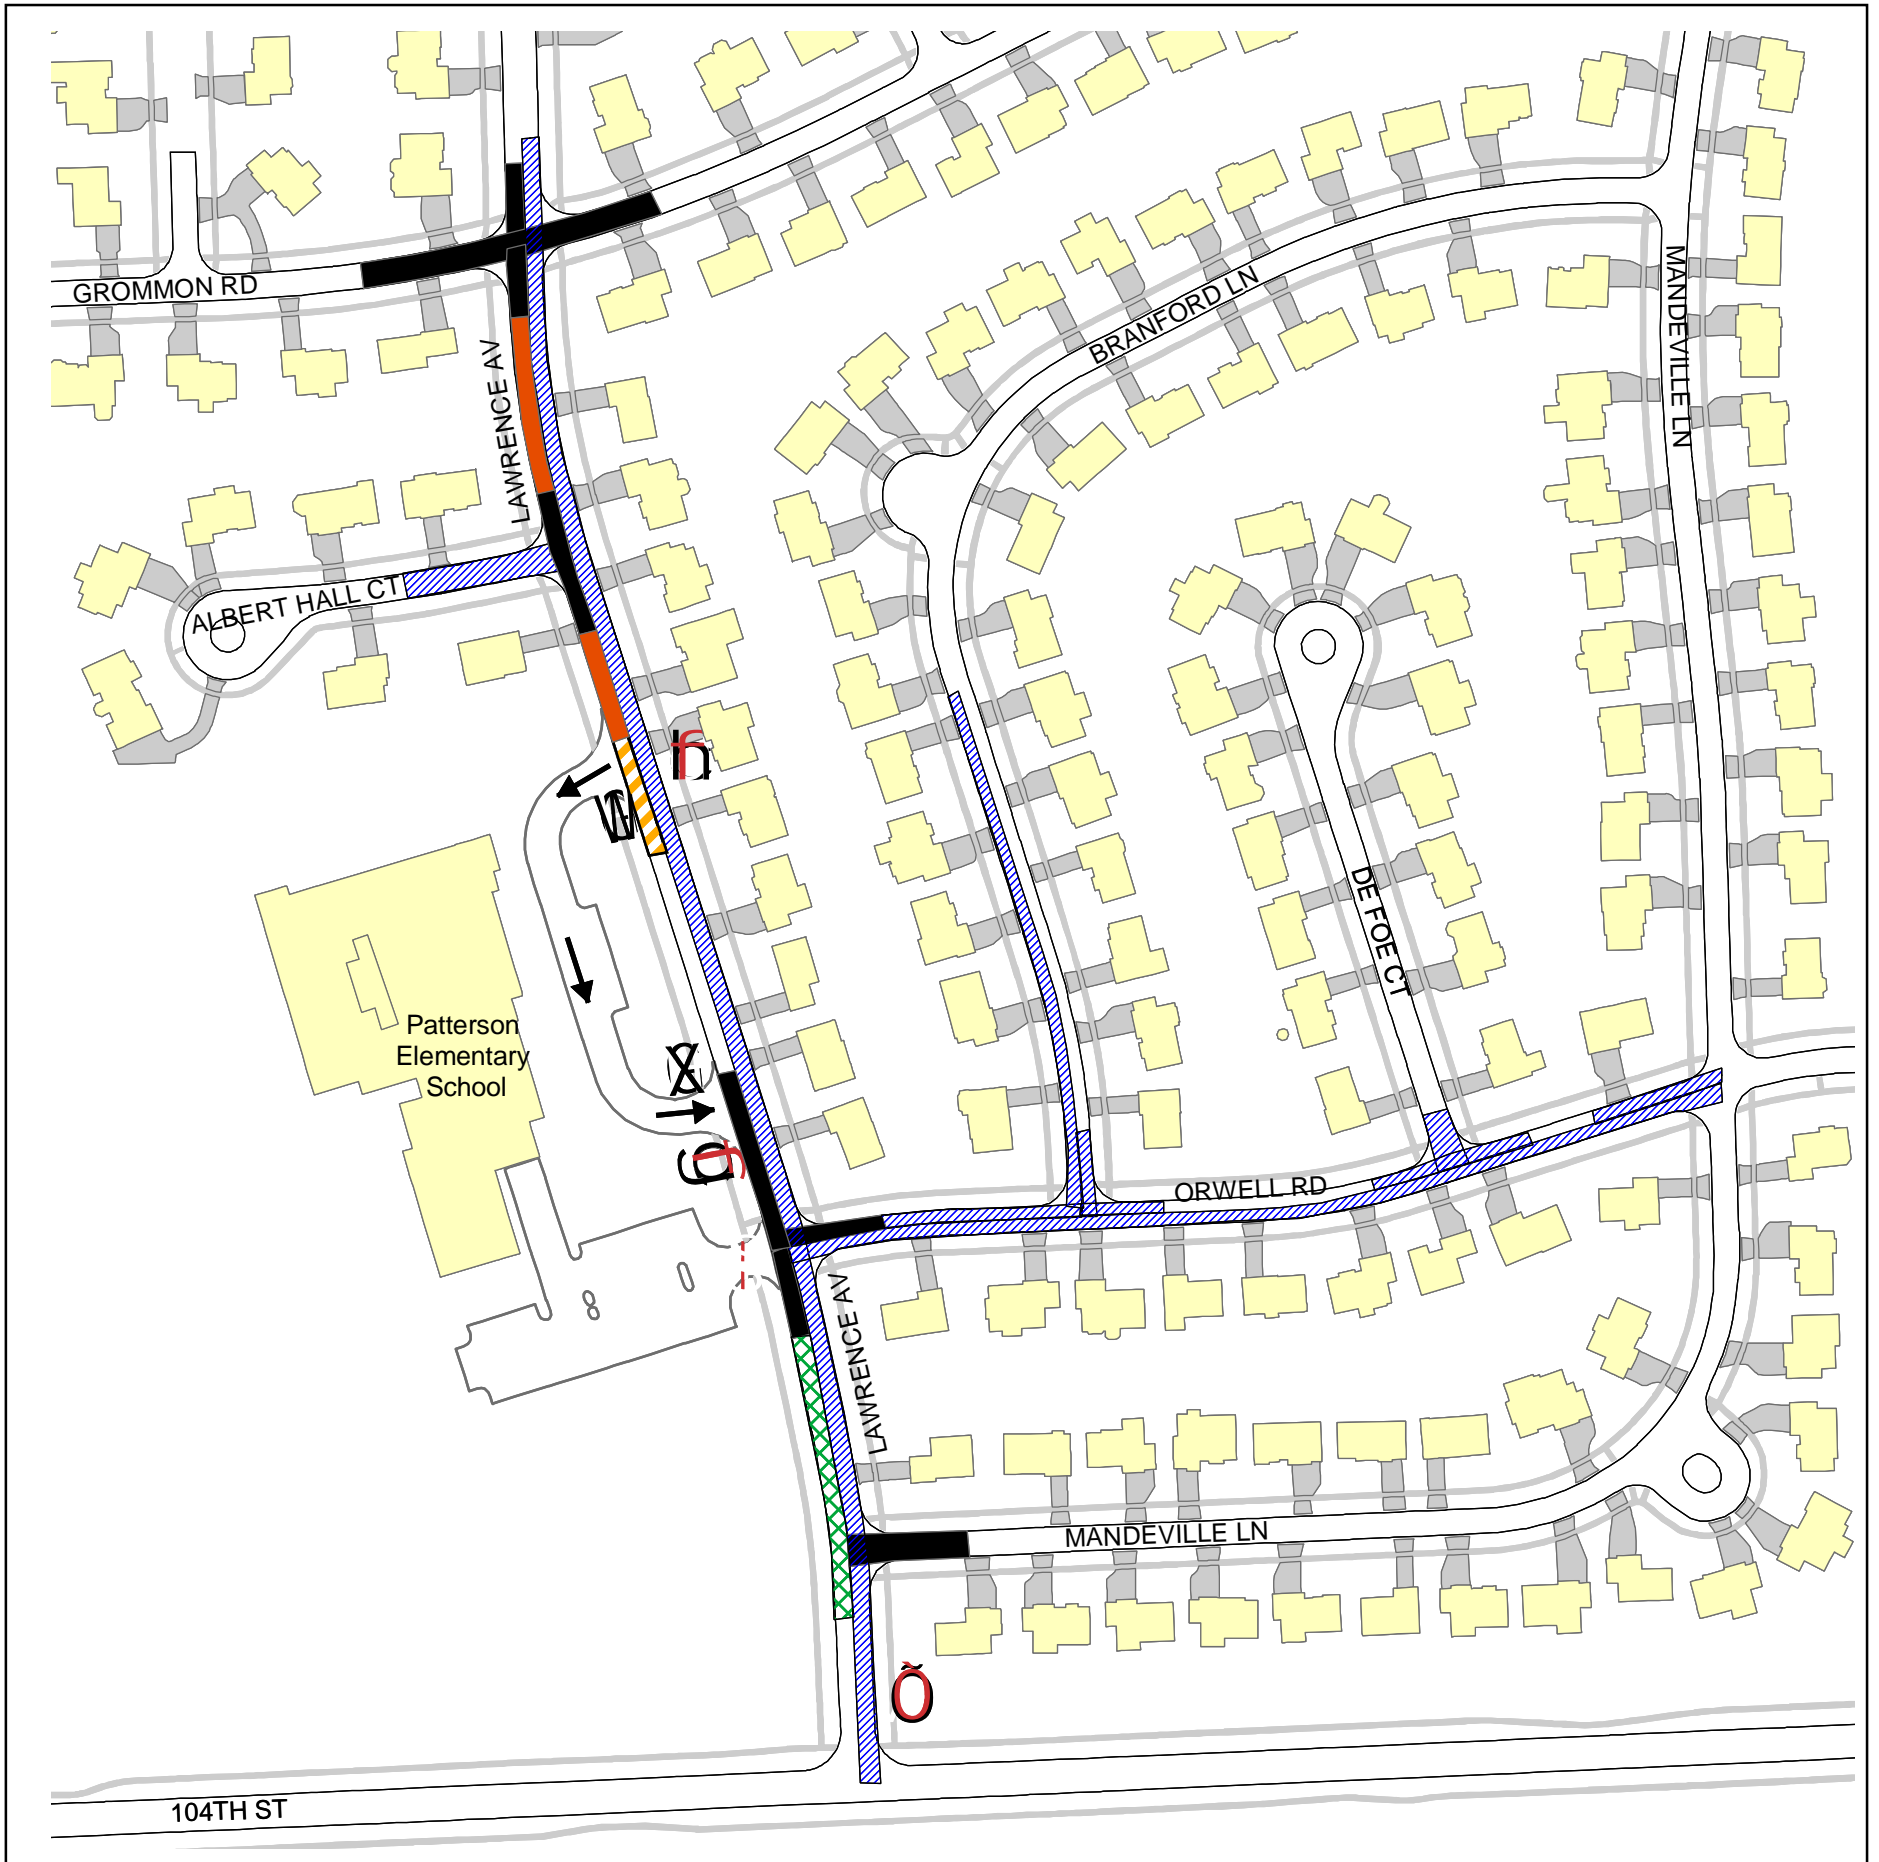 GROMMON RD
LAWRENCE AV
BRANFORD LN
MANDEVILLE LN
ALBERT HALL CT
DE FOE CT
Patterson
Elementary
School
ORWELL RD
LAWRENCE AV
MANDEVILLE LN
Õ
104TH ST